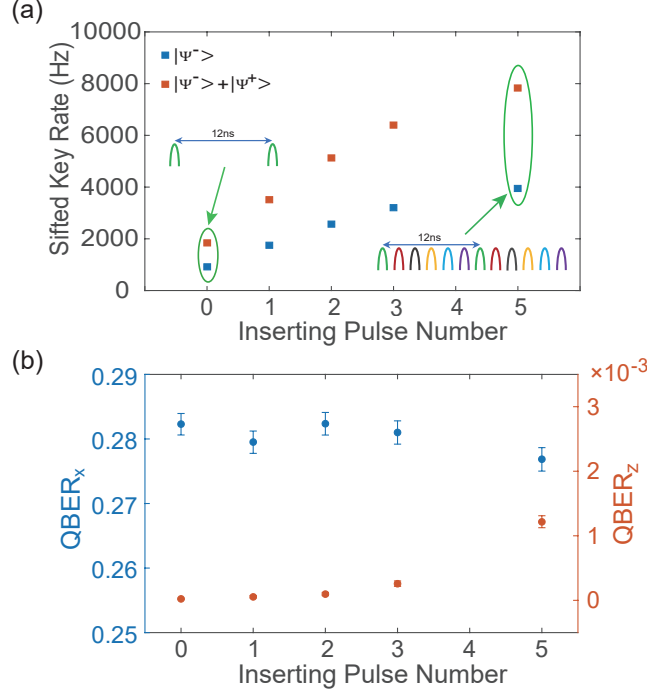 (a)
Sifted Key Rate (Hz)
10000
8000
6000
4000
2000
0
|Ψ⁻>
|Ψ⁻>+|Ψ⁺>
12ns
12ns
0 1 2 3 4 5
Inserting Pulse Number
(b)
QBERₓ
0.29
0.28
0.27
0.26
0.25
×10⁻³
3
2
1
0
QBER_z
0 1 2 3 4 5
Inserting Pulse Number